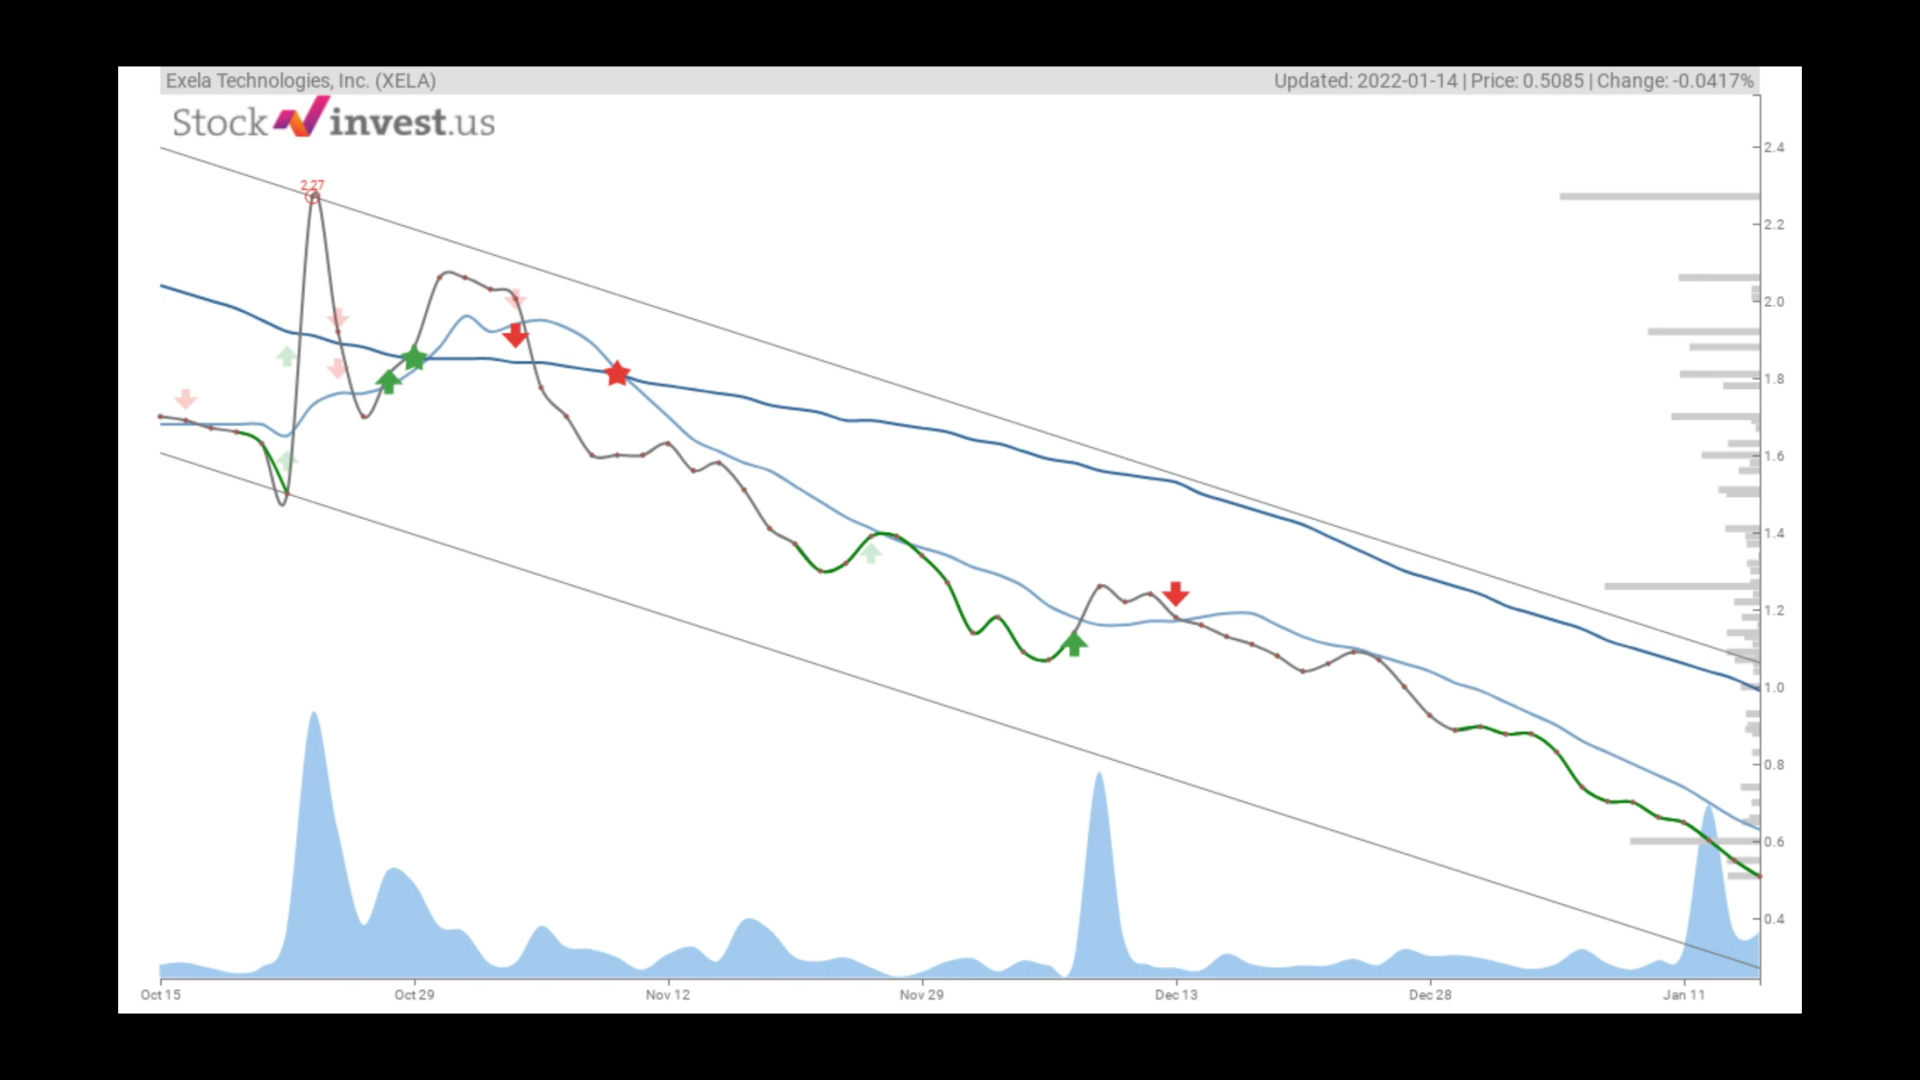 Exela Technologies, Inc. (XELA)
Updated: 2022-01-14 | Price: 0.5085 | Change: -0.0417%
Stock invest.us
2.27
2.4
2.2
2.0
1.8
1.6
1.4
1.2
1.0
0.8
0.6
0.4
Oct 15
Oct 29
Nov 12
Nov 29
Dec 13
Dec 28
Jan 11